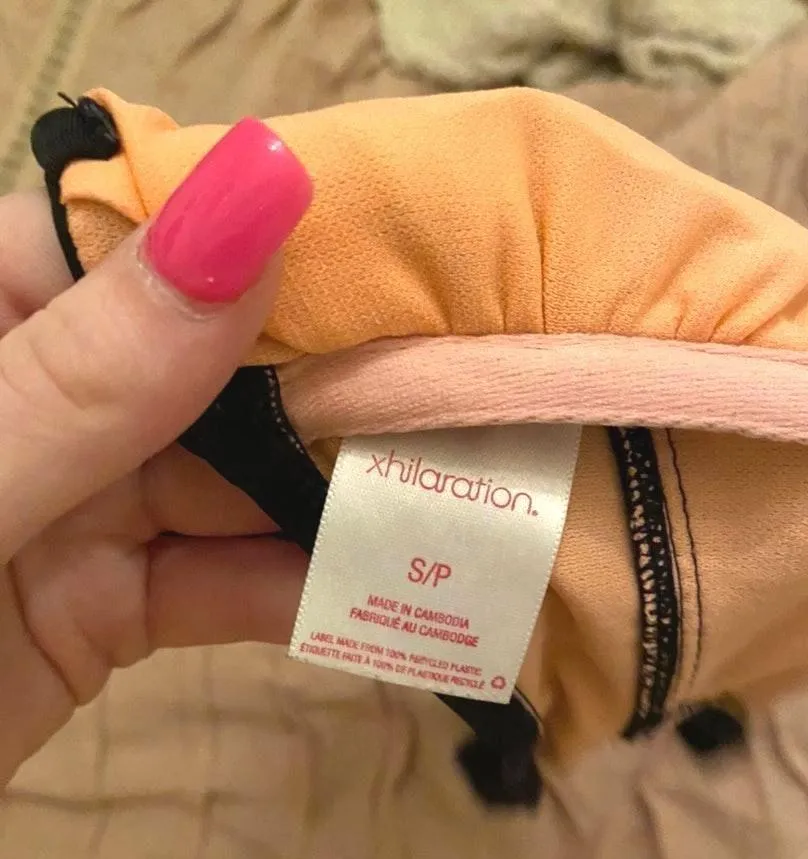 xhilaration.
S/P
MADE IN CAMBODIA
FABRIQUÉ AU CAMBODGE
LABEL MADE FROM 100% RECYCLED PLASTIC
ÉTIQUETTE FAITE À 100% DE PLASTIQUE RECYCLÉ